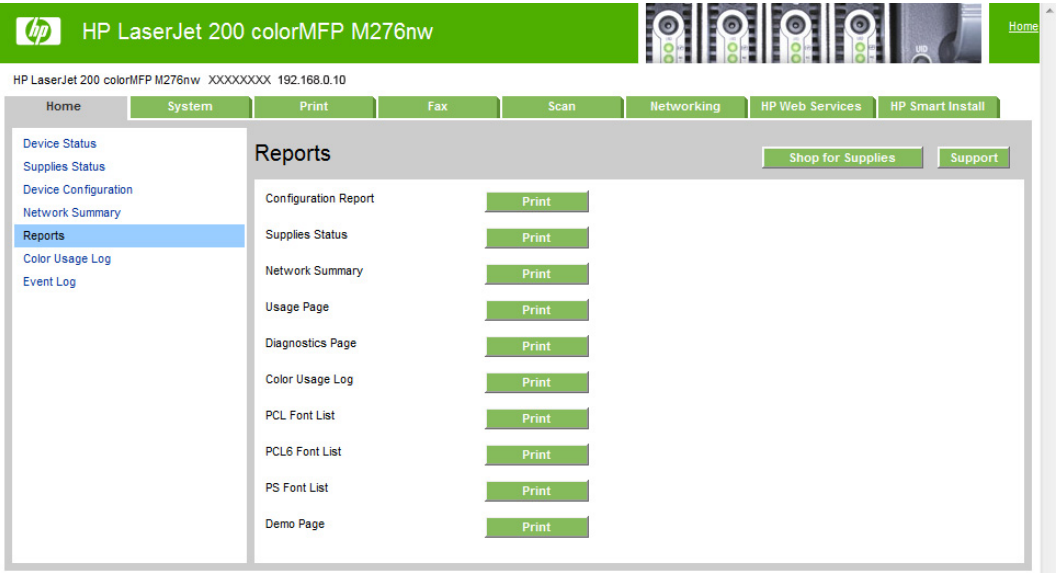 hp HP LaserJet 200 colorMFP M276nw
UID
Home
HP LaserJet 200 colorMFP M276nw XXXXXXXX 192.168.0.10
Home System Print Fax Scan Networking HP Web Services HP Smart Install
Device Status
Supplies Status
Device Configuration
Network Summary
Reports
Color Usage Log
Event Log
Reports
Shop for Supplies Support
Configuration Report Print
Supplies Status Print
Network Summary Print
Usage Page Print
Diagnostics Page Print
Color Usage Log Print
PCL Font List Print
PCL6 Font List Print
PS Font List Print
Demo Page Print